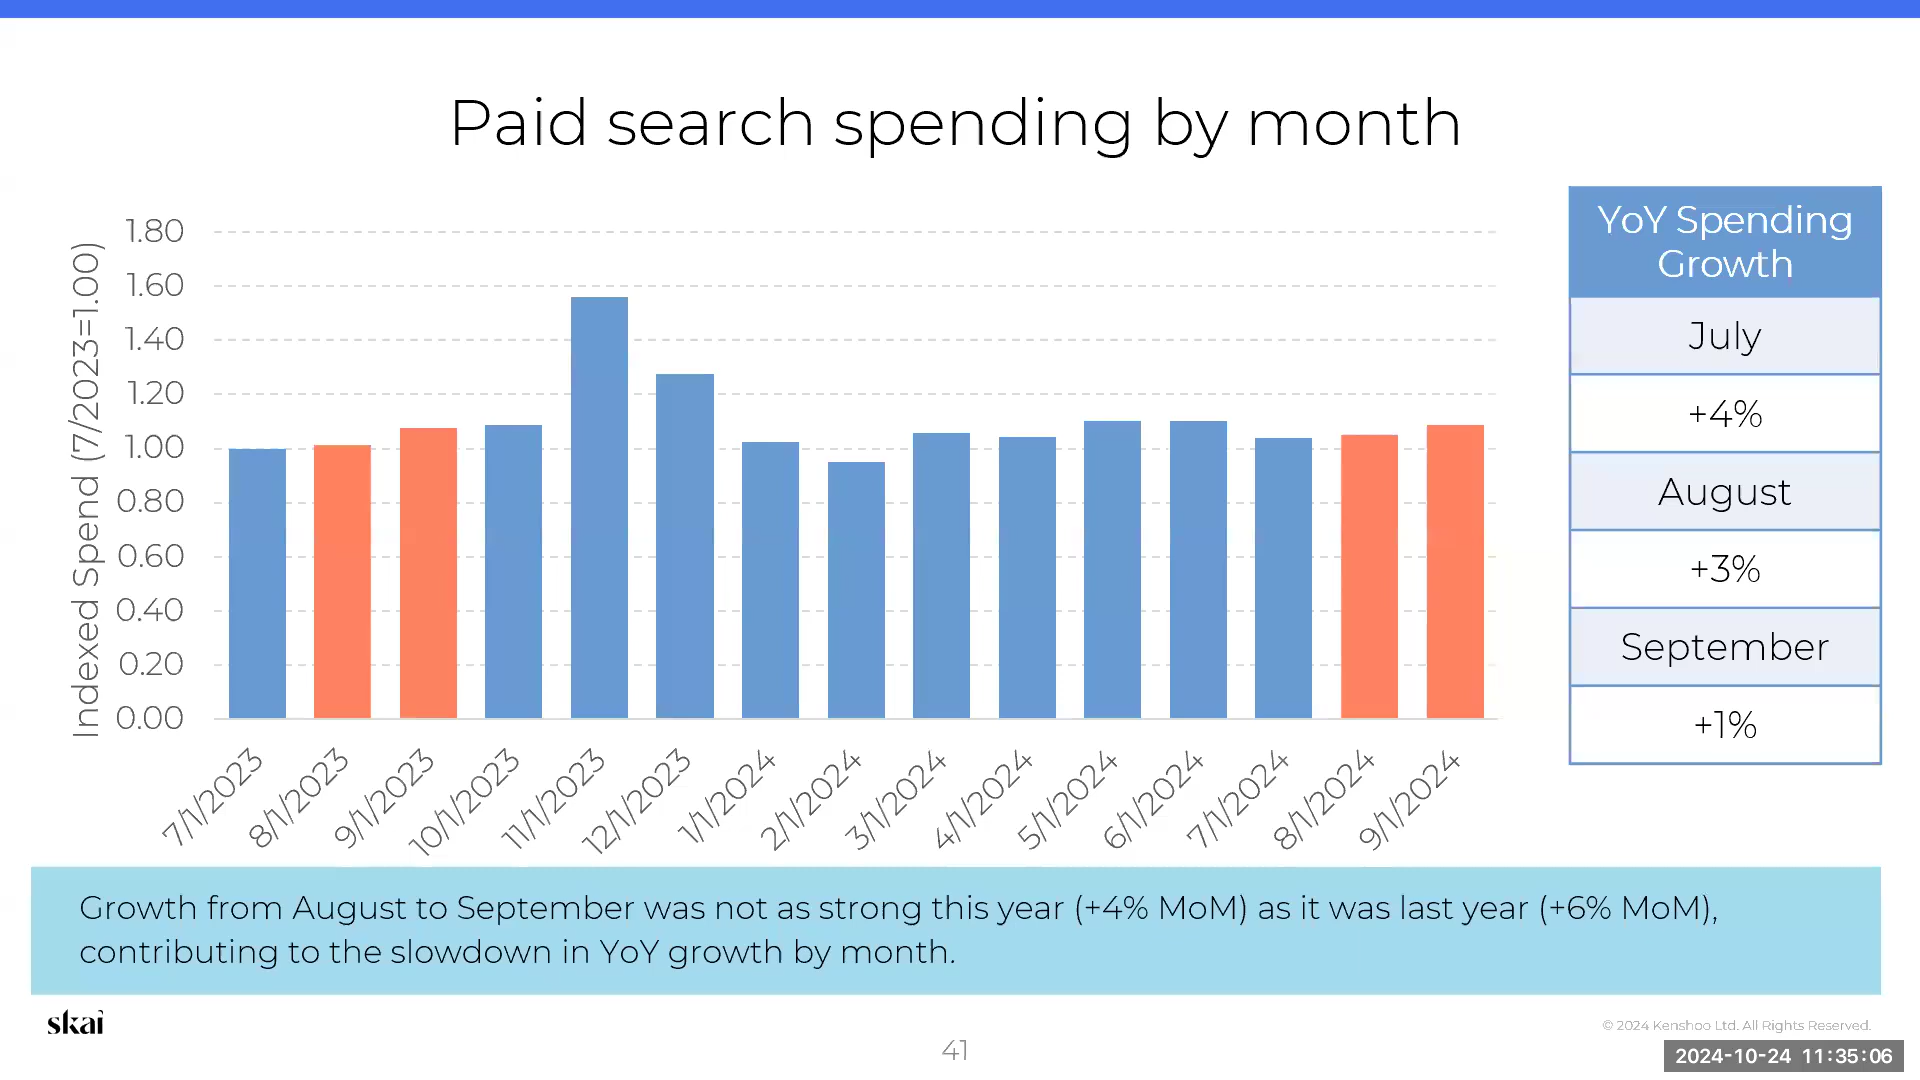 Paid search spending by month
Indexed Spend (7/2023=1.00)
1.80
1.60
1.40
1.20
1.00
0.80
0.60
0.40
0.20
0.00
7/1/2023
8/1/2023
9/1/2023
10/1/2023
11/1/2023
12/1/2023
1/1/2024
2/1/2024
3/1/2024
4/1/2024
5/1/2024
6/1/2024
7/1/2024
8/1/2024
9/1/2024
YoY Spending
Growth
July
+4%
August
+3%
September
+1%
Growth from August to September was not as strong this year (+4% MoM) as it was last year (+6% MoM),
contributing to the slowdown in YoY growth by month.
skai
© 2024 Kenshoo Ltd. All Rights Reserved.
41
2024-10-24 11:35:06